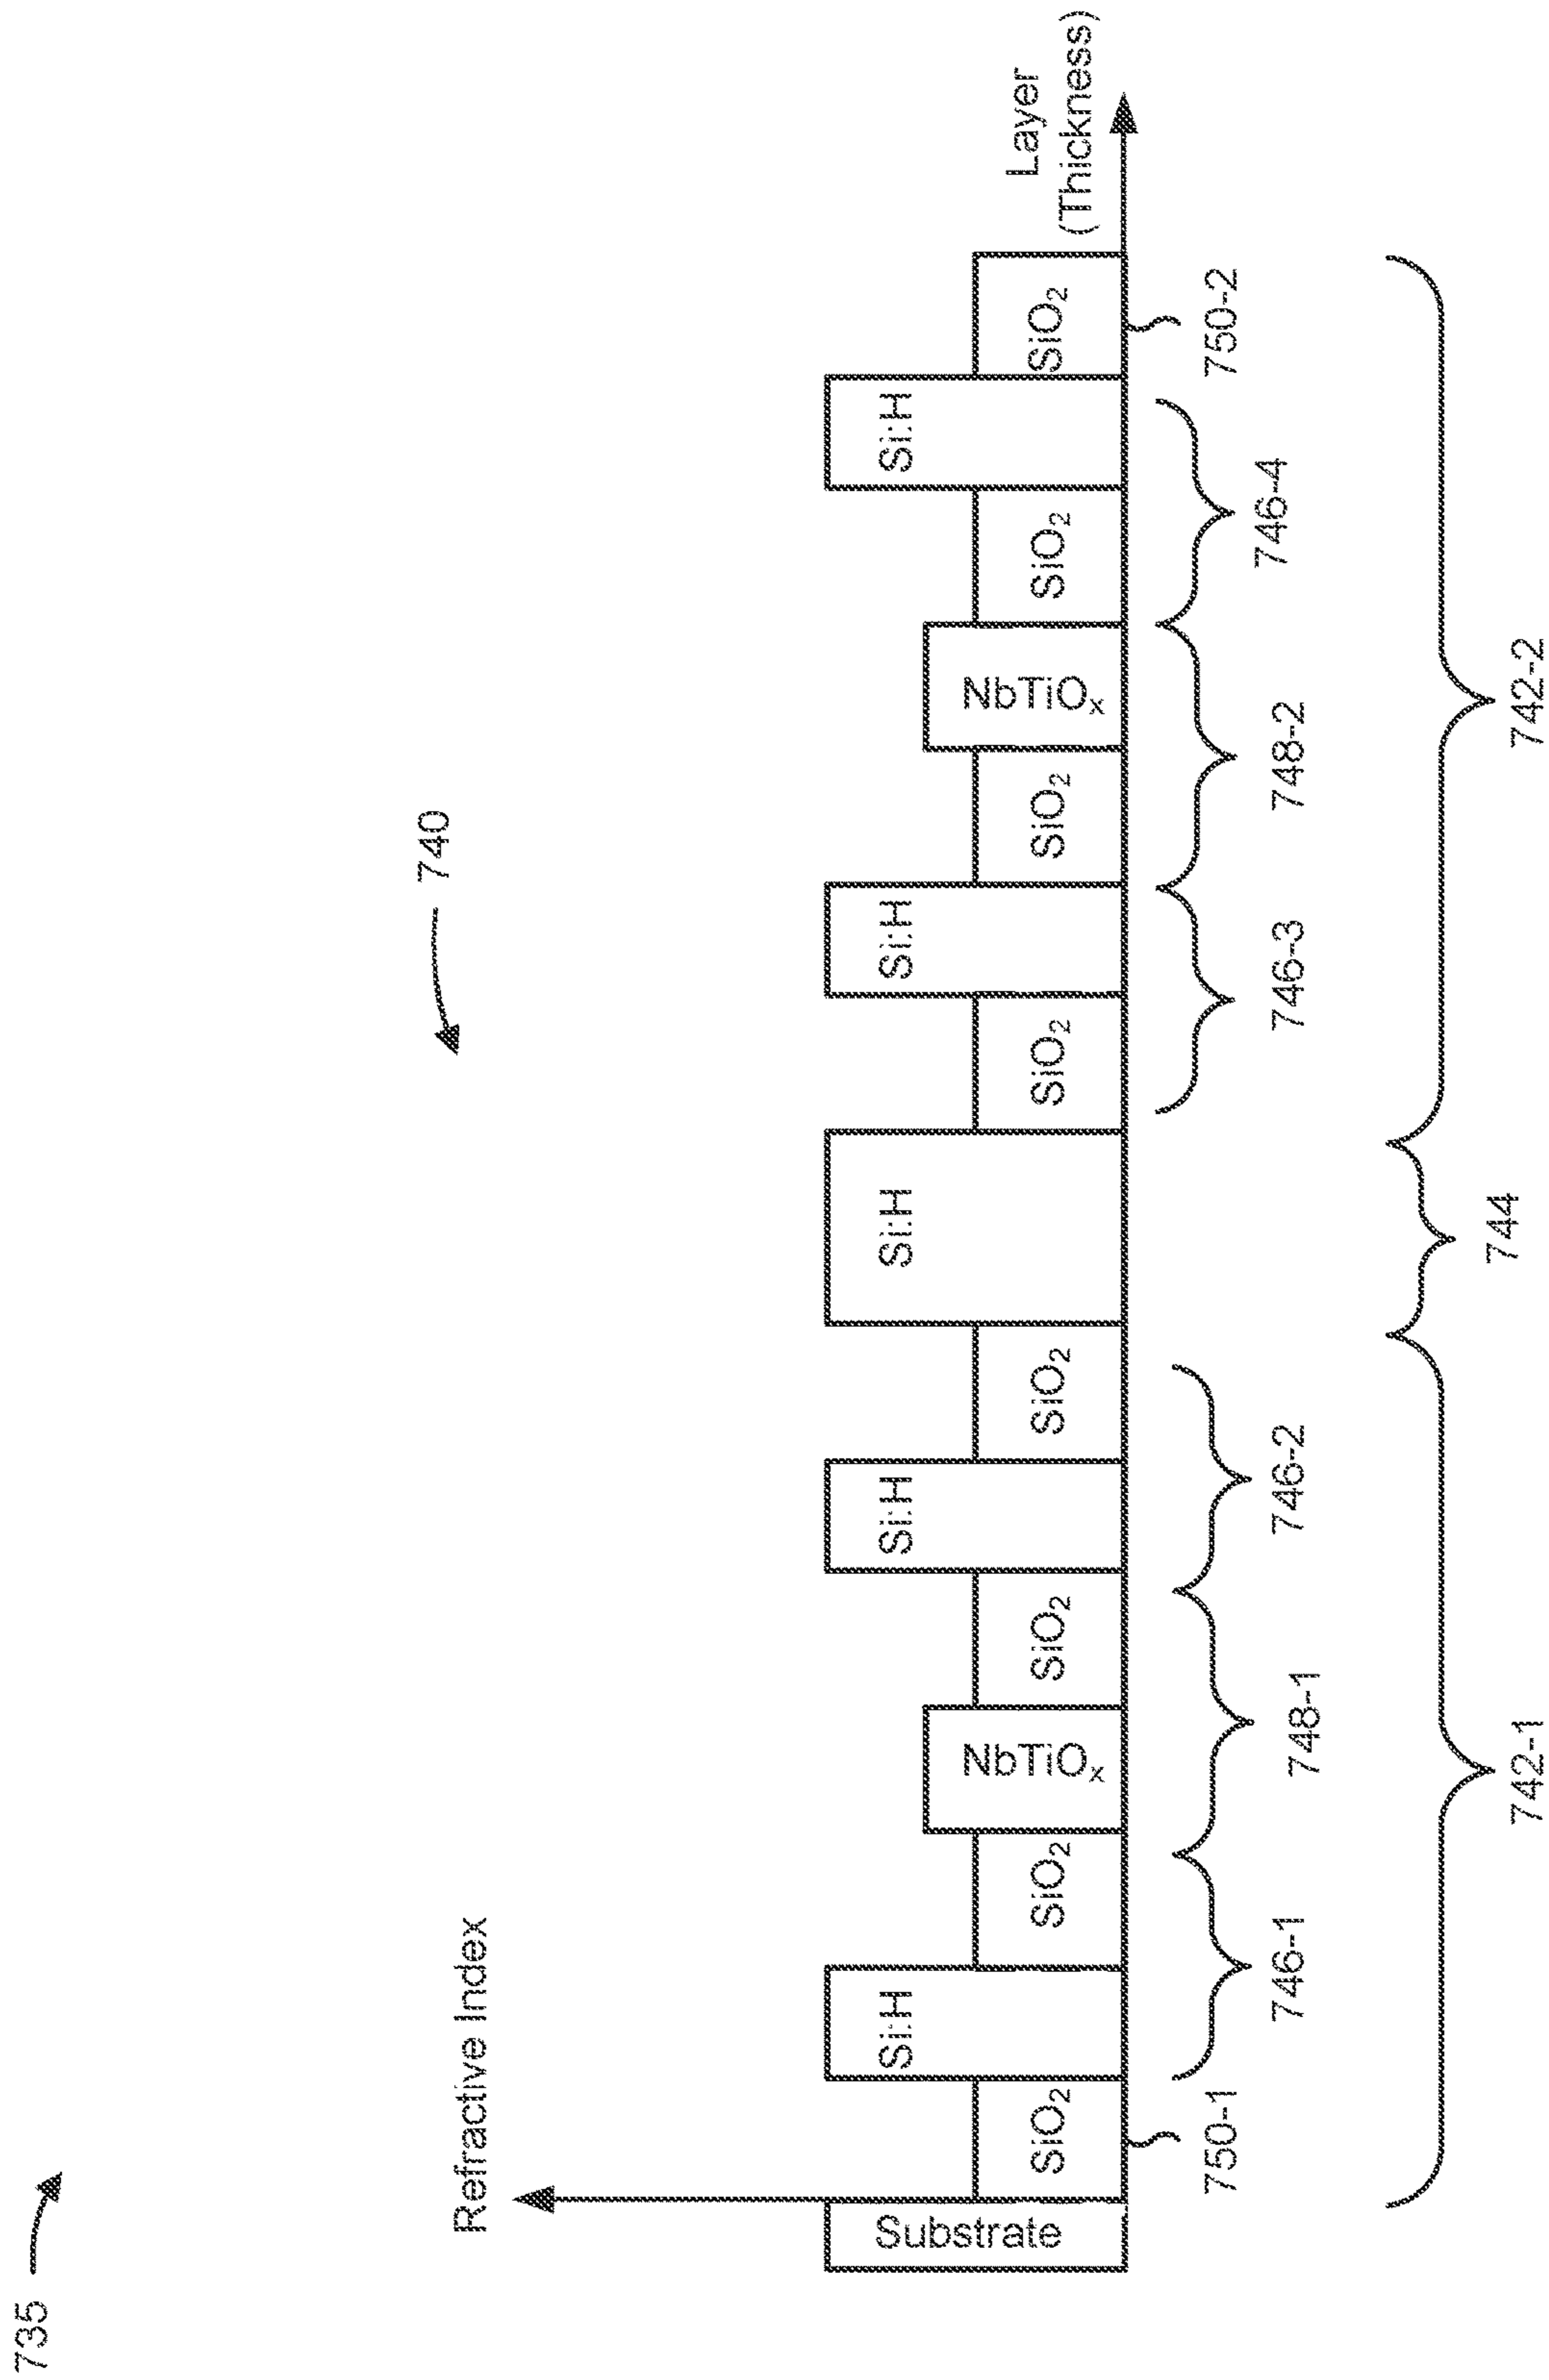 735
740
Refractive Index
Layer
(Thickness)
Substrate
SiO₂
Si:H
SiO₂
NbTiOₓ
SiO₂
Si:H
SiO₂
Si:H
SiO₂
Si:H
SiO₂
NbTiOₓ
SiO₂
Si:H
SiO₂
750-1
750-2
746-1
748-1
746-2
746-3
748-2
746-4
742-1
744
742-2